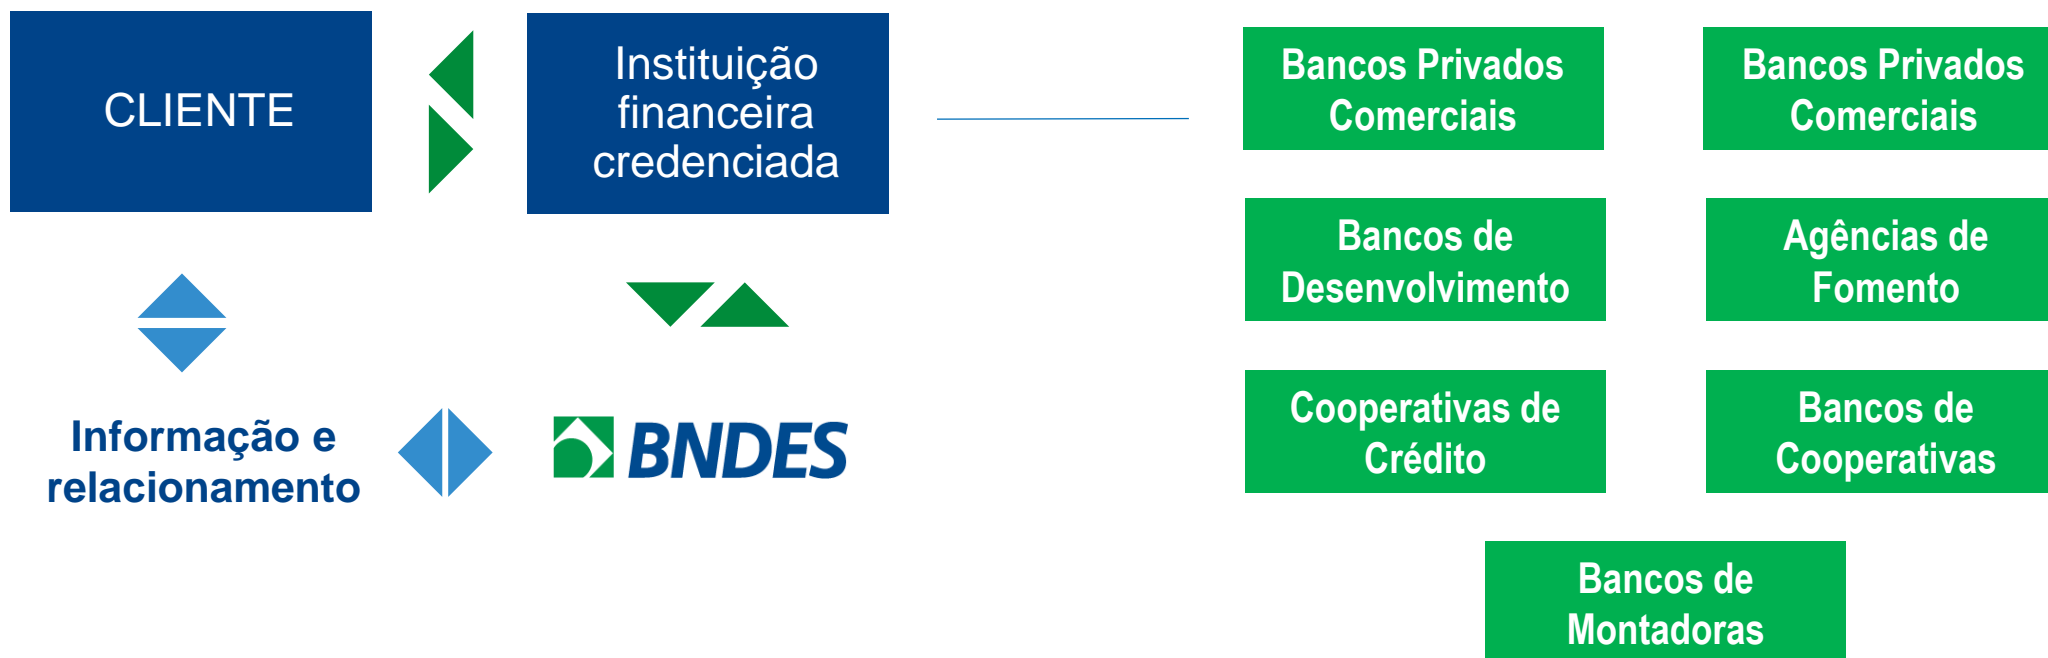 CLIENTE
Instituição
financeira
credenciada
Informação e
relacionamento
BNDES
Bancos Privados
Comerciais
Bancos Privados
Comerciais
Bancos de
Desenvolvimento
Agências de
Fomento
Cooperativas de
Crédito
Bancos de
Cooperativas
Bancos de
Montadoras